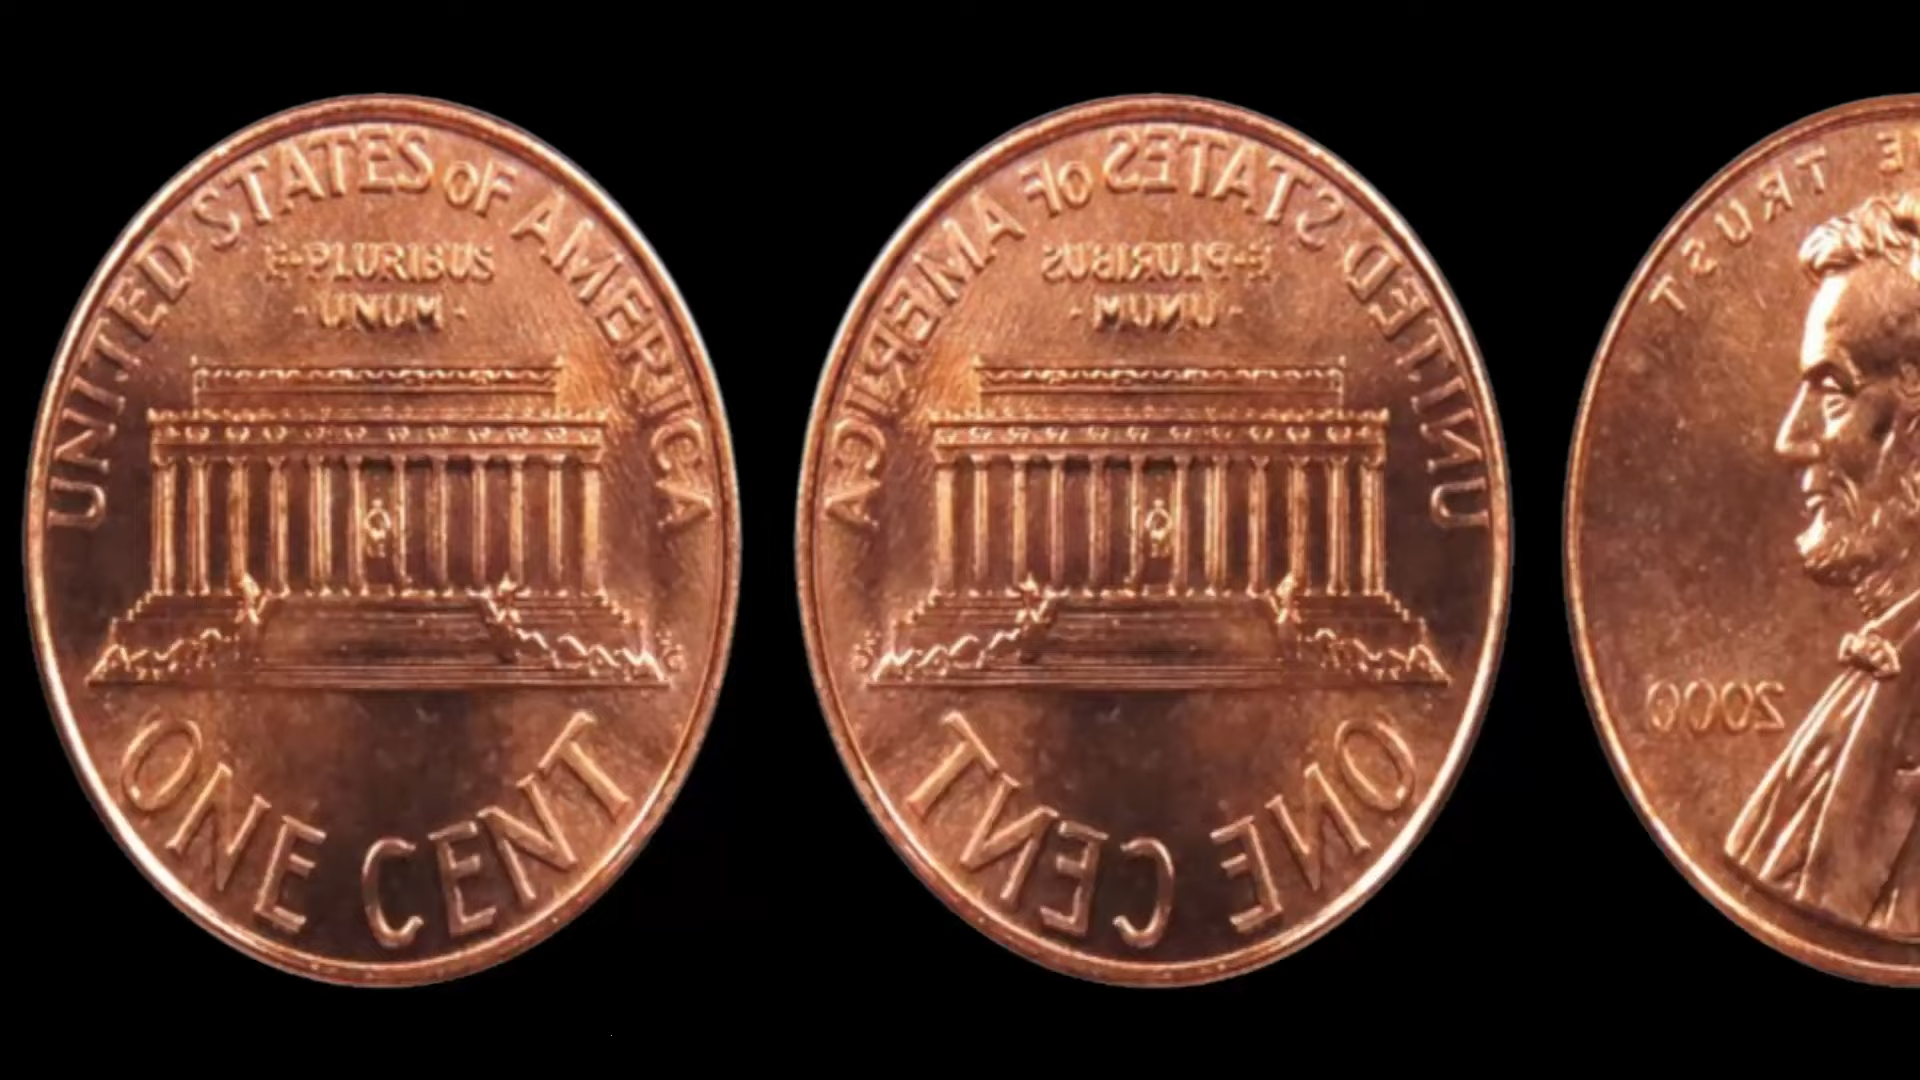 UNITED STATES OF AMERICA
E·PLURIBUS
·UNUM·
ONE CENT
UNITED STATES OF AMERICA
E·PLURIBUS
·UNUM·
ONE CENT
TRUST
2000